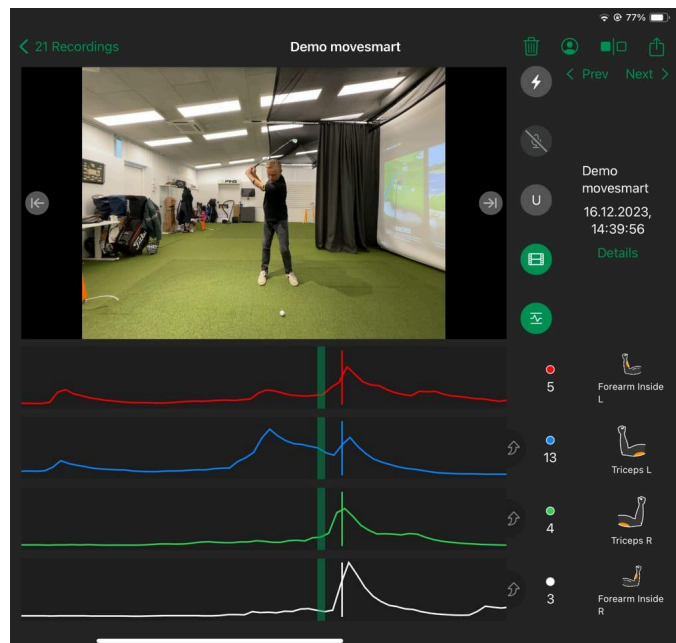 77%
21 Recordings
Demo movesmart
Prev Next
U
Demo
movesmart
16.12.2023,
14:39:56
Details
5
Forearm Inside
L
13
Triceps L
4
Triceps R
3
Forearm Inside
R
PING